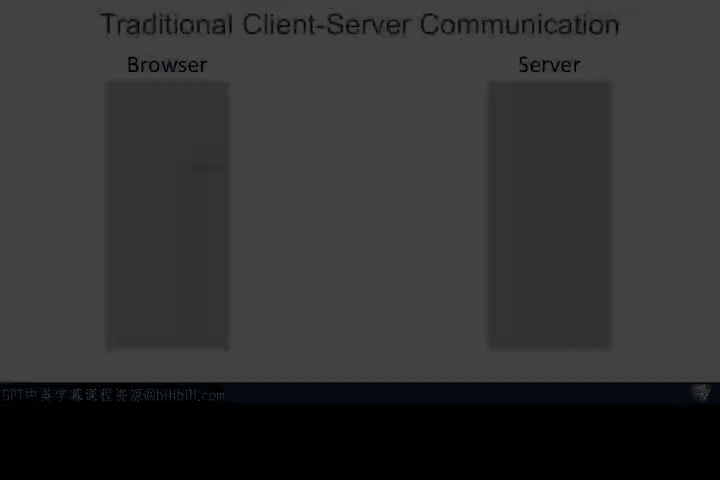 Traditional Client-Server Communication
Browser
Server
GPT中英字幕课程资源@bilibili.com